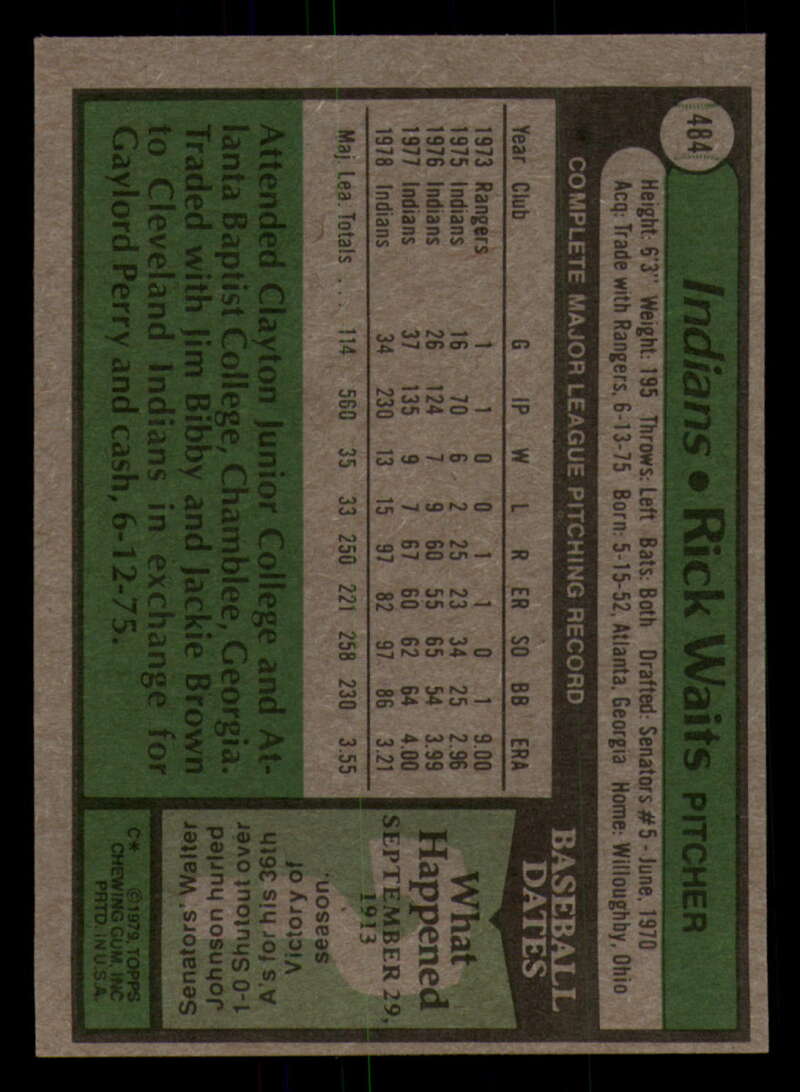 484
Indians • Rick Waits PITCHER
Height: 6'3" Weight: 195 Throws: Left Bats: Both Drafted: Senators #5 - June, 1970
Acq: Trade with Rangers, 6-13-75 Born: 5-15-52, Atlanta, Georgia Home: Willoughby, Ohio
COMPLETE MAJOR LEAGUE PITCHING RECORD
Year Club G IP W L R ER SO BB ERA
1973 Rangers 1 1 0 0 1 1 0 1 9.00
1975 Indians 16 70 6 2 25 23 34 25 2.96
1976 Indians 26 124 7 9 60 55 65 54 3.99
1977 Indians 37 135 9 7 67 60 62 64 4.00
1978 Indians 34 230 13 15 97 82 97 86 3.21
Maj. Lea. Totals . . . 114 560 35 33 250 221 258 230 3.55
Attended Clayton Junior College and At-
lanta Baptist College, Chamblee, Georgia.
Traded with Jim Bibby and Jackie Brown
to Cleveland Indians in exchange for
Gaylord Perry and cash, 6-12-75.
BASEBALL
DATES
What
Happened
SEPTEMBER 29,
1913
Senators' Walter
Johnson hurled
1-0 Shutout over
A's for his 36th
Victory of
season.
C* ©1979, TOPPS
CHEWING GUM, INC
PRTD. IN U.S.A.